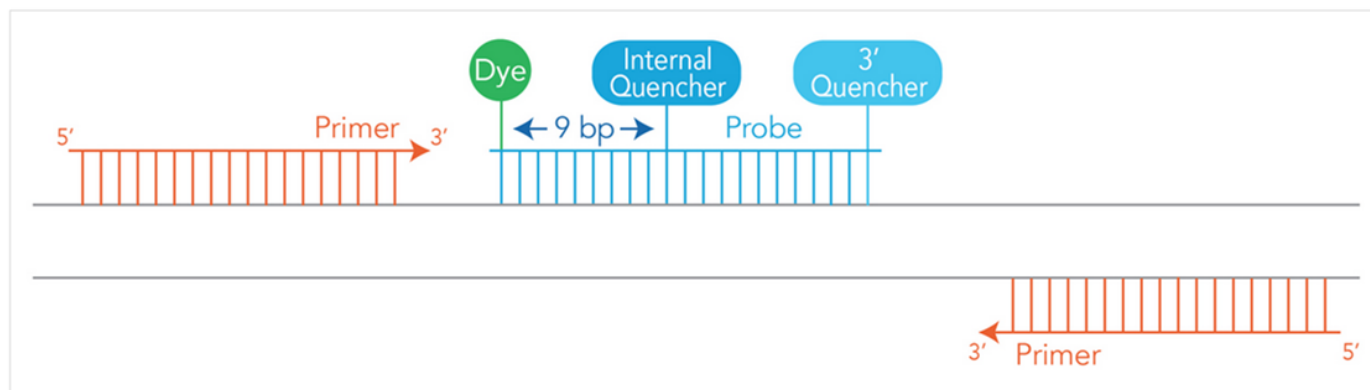 Dye
Internal
Quencher
3’
Quencher
5’
Primer
3’
9 bp
Probe
3’
Primer
5’